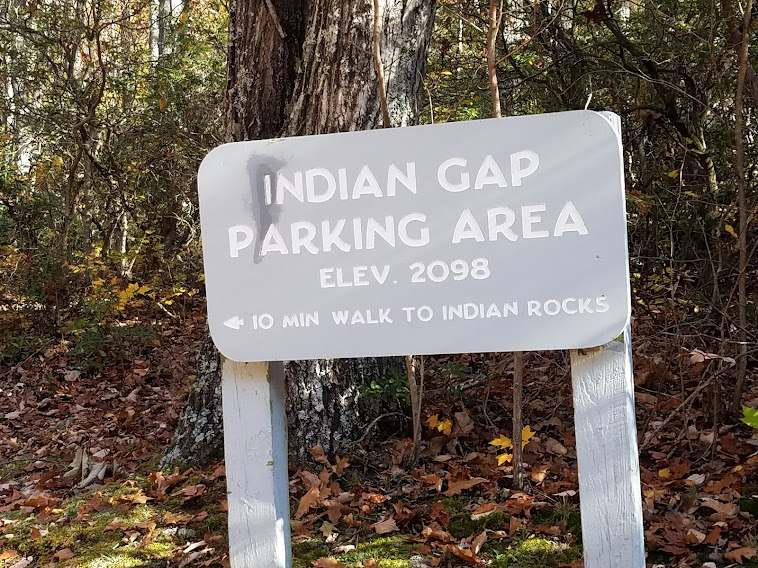 INDIAN GAP
PARKING AREA
ELEV. 2098
← 10 MIN WALK TO INDIAN ROCKS